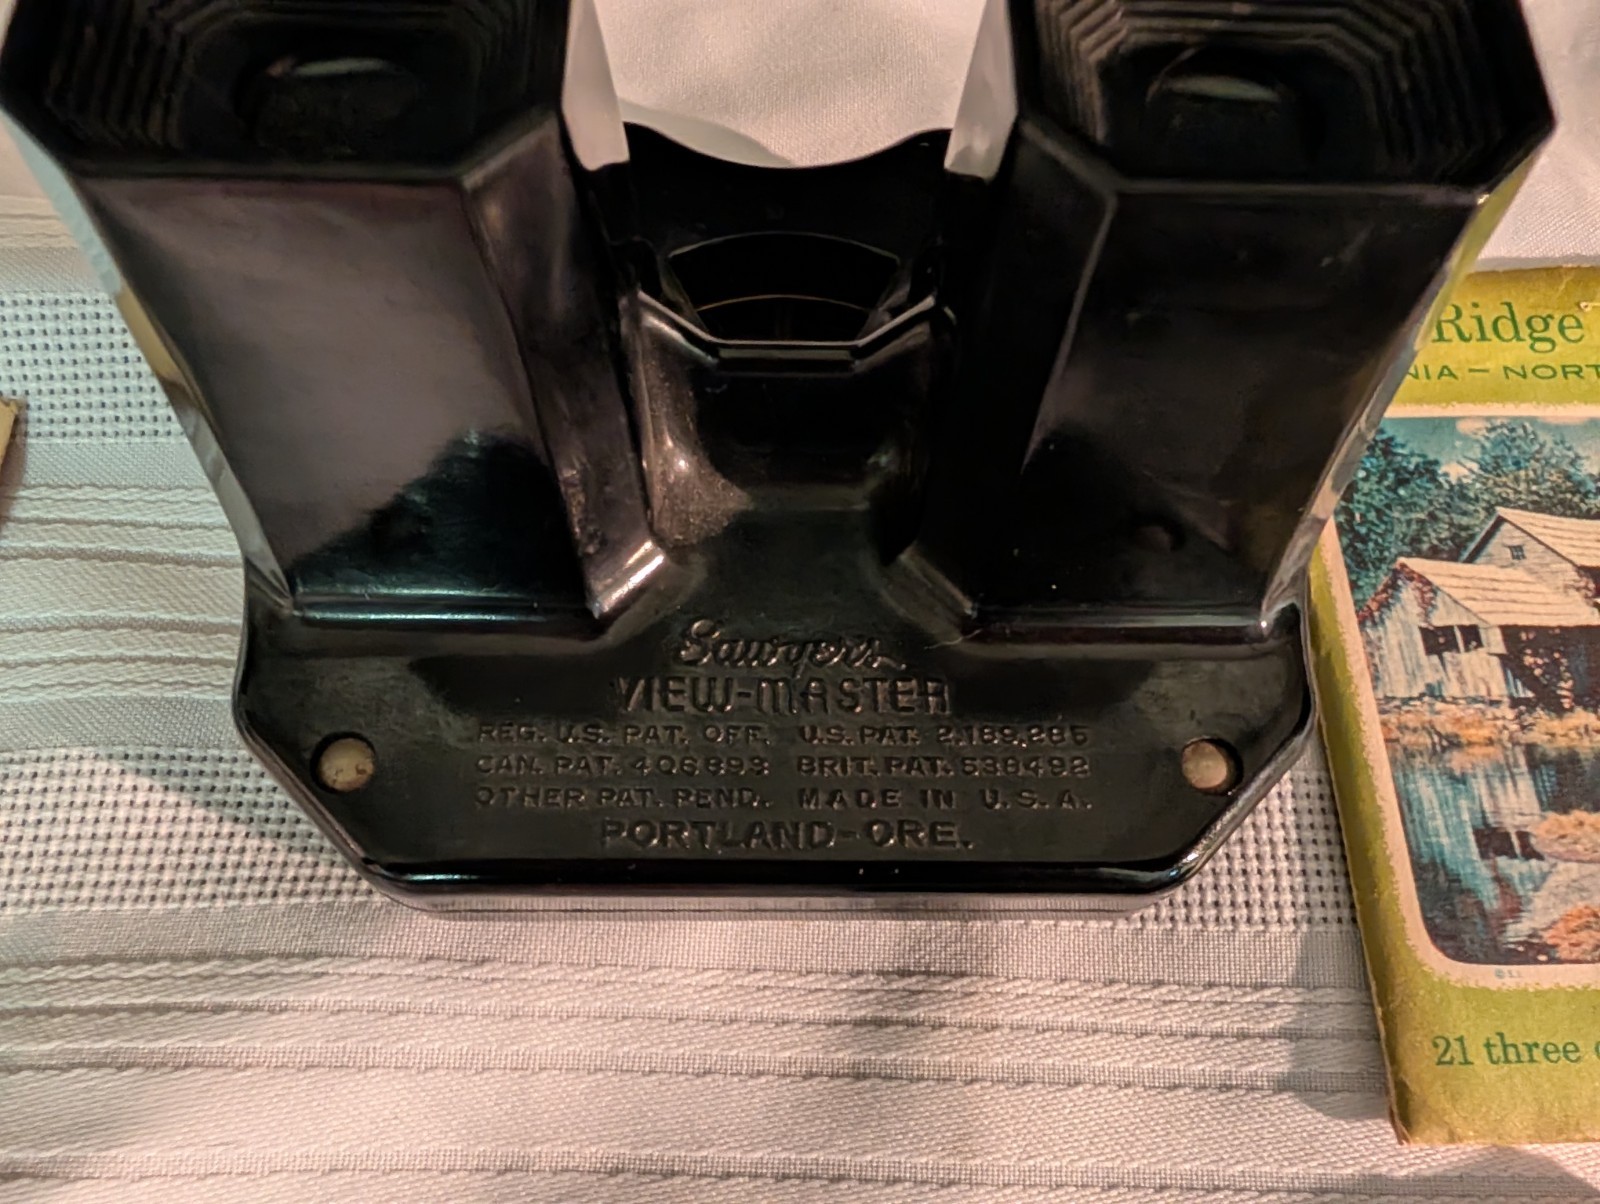 Sawyer's
VIEW-MASTER
REG. U.S. PAT. OFF. U.S. PAT. 2,189,285
CAN. PAT. 406893 BRIT. PAT. 538492
OTHER PAT. PEND. MADE IN U.S.A.
PORTLAND-ORE.
Ridge
NIA — NORT
21 three